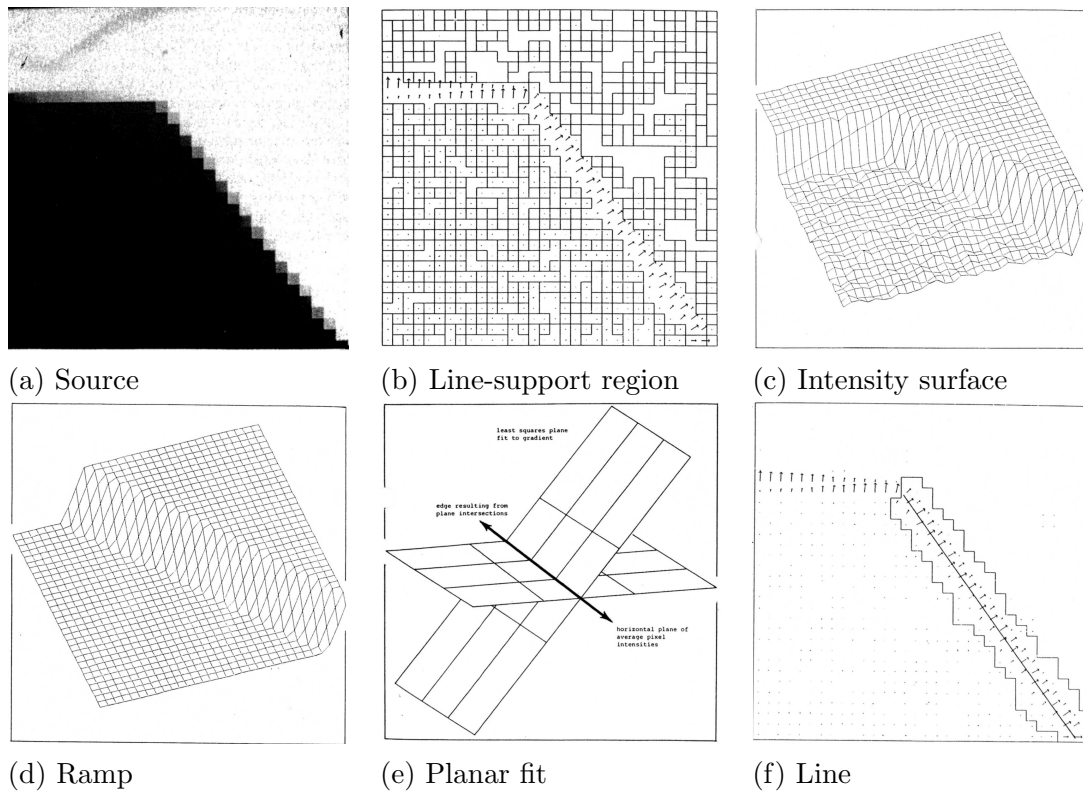 (a) Source
(b) Line-support region
(c) Intensity surface
least squares plane
fit to gradient
edge resulting from
plane intersections
horizontal plane of
average pixel
intensities
(d) Ramp
(e) Planar fit
(f) Line